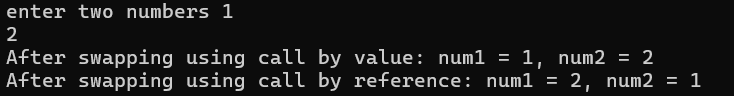 enter two numbers 1
2
After swapping using call by value: num1 = 1, num2 = 2
After swapping using call by reference: num1 = 2, num2 = 1